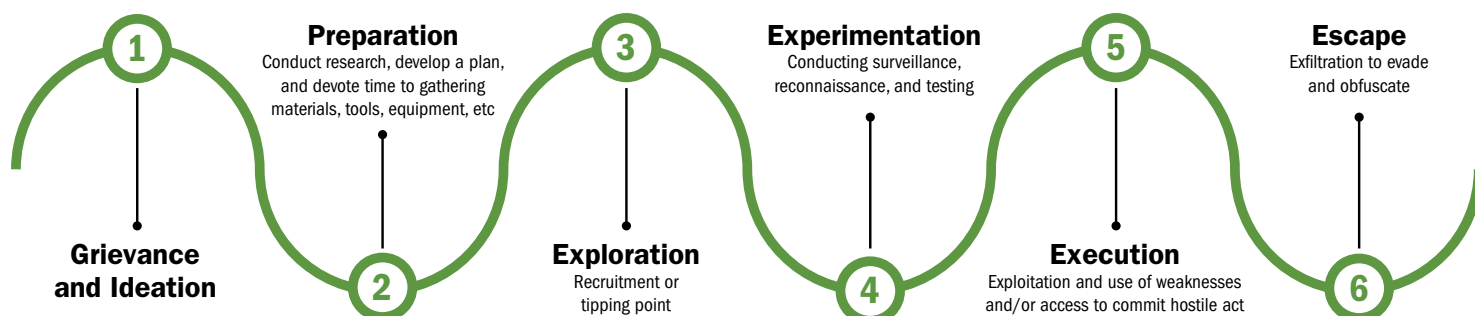 1
Grievance
and Ideation
Preparation
Conduct research, develop a plan,
and devote time to gathering
materials, tools, equipment, etc
2
3
Exploration
Recruitment or
tipping point
Experimentation
Conducting surveillance,
reconnaissance, and testing
4
5
Execution
Exploitation and use of weaknesses
and/or access to commit hostile act
Escape
Exfiltration to evade
and obfuscate
6